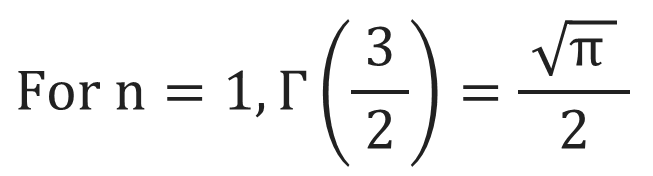 For n = 1, Γ(3/2) = √π/2